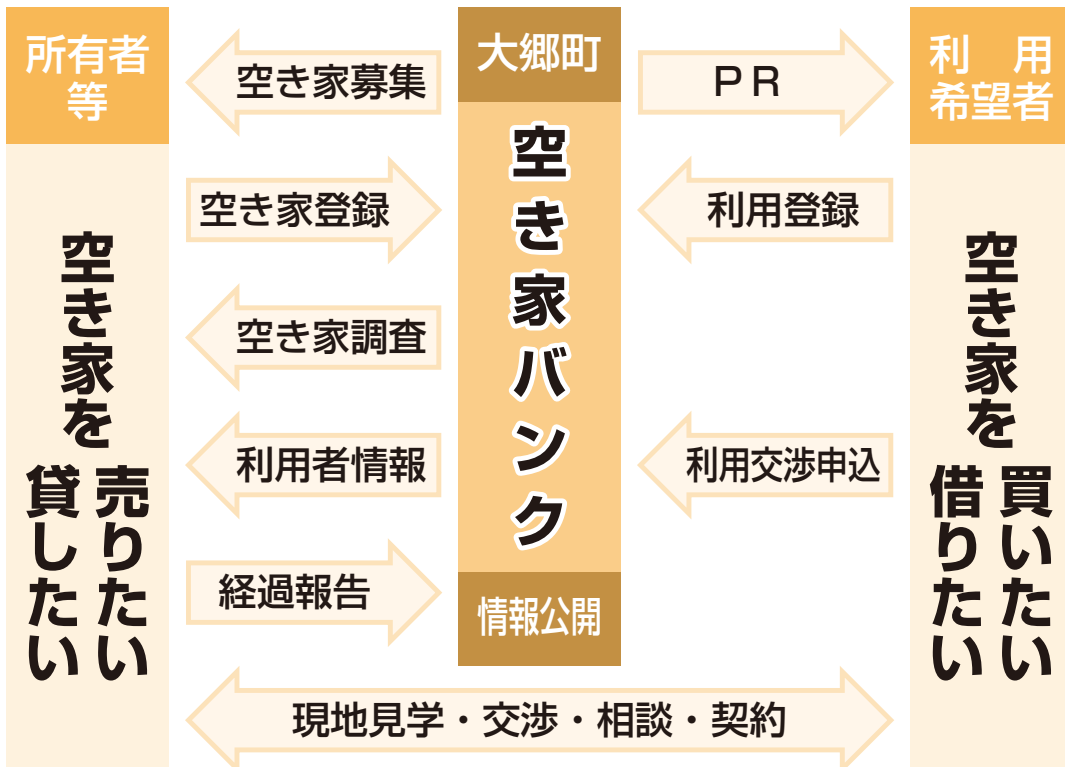 所有者
等
空き家を
売りたい
貸したい
空き家募集
空き家登録
空き家調査
利用者情報
経過報告
大郷町
空き家バンク
情報公開
PR
利用登録
利用交渉申込
利用
希望者
空き家を
買いたい
借りたい
現地見学・交渉・相談・契約